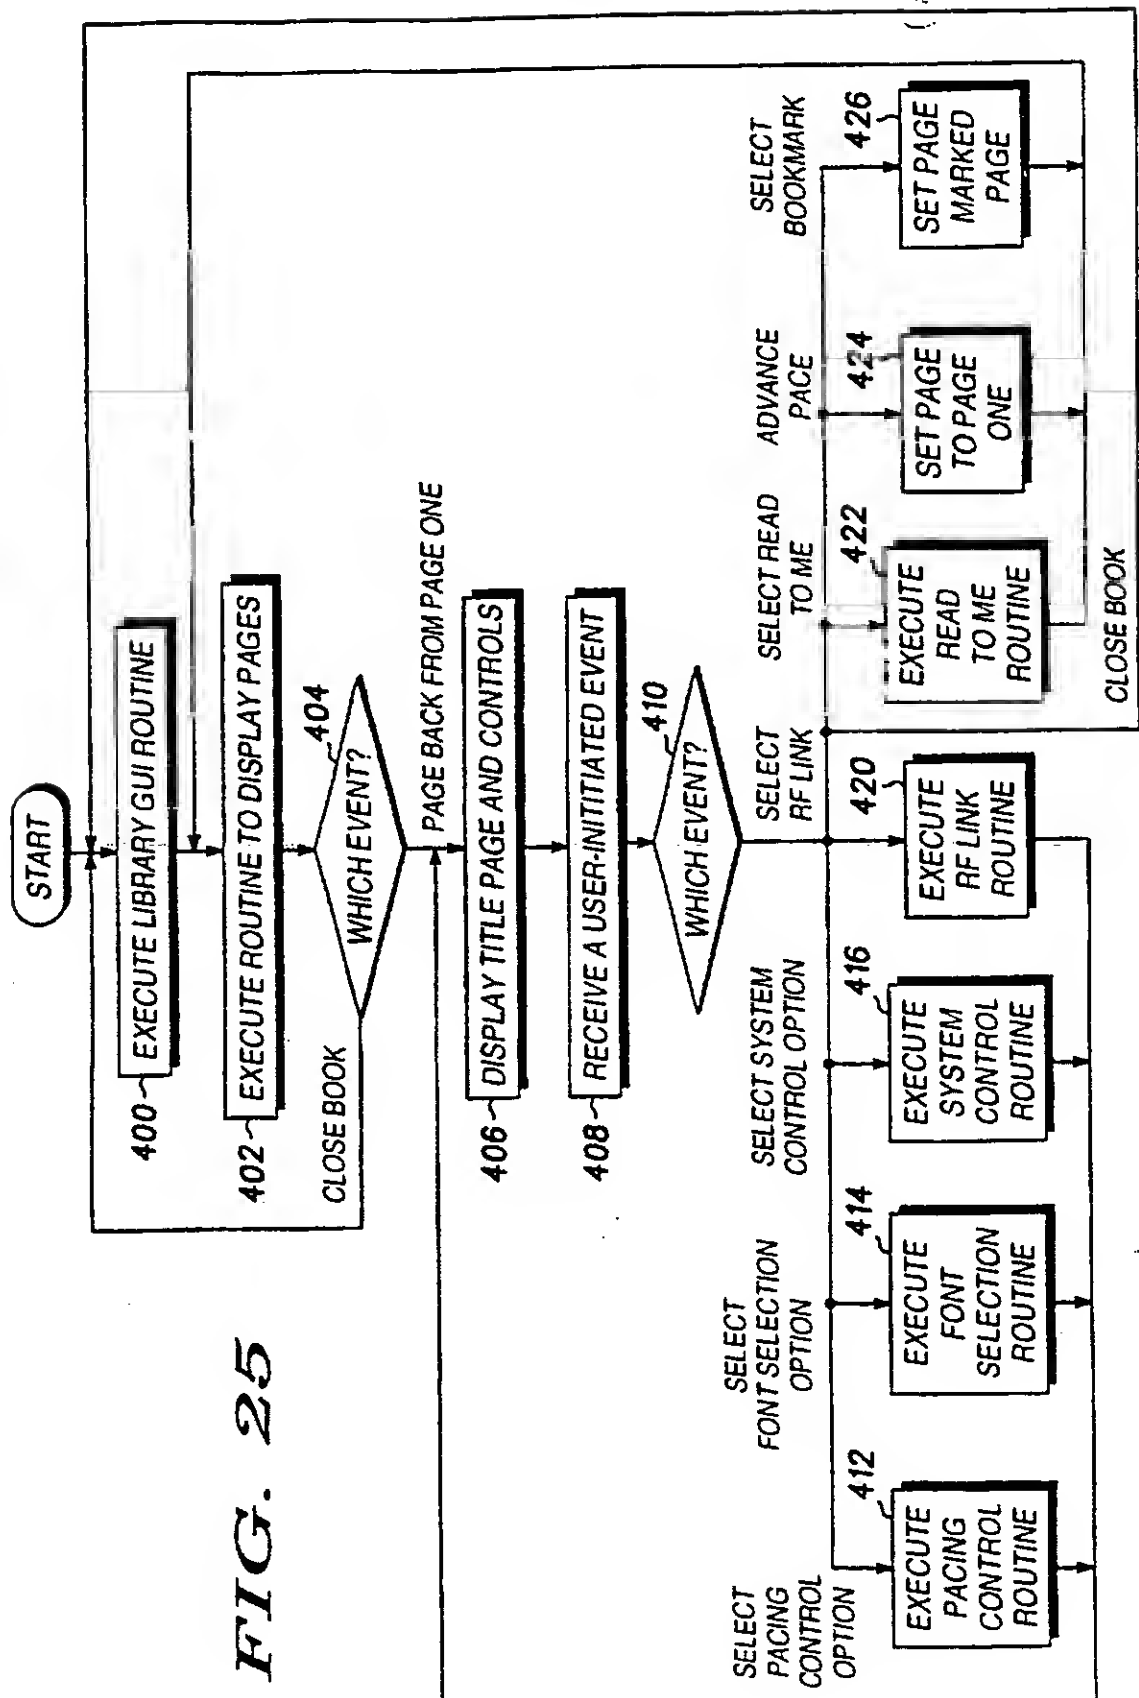 FIG. 25
START
400
EXECUTE LIBRARY GUI ROUTINE
402
EXECUTE ROUTINE TO DISPLAY PAGES
404
WHICH EVENT?
CLOSE BOOK
PAGE BACK FROM PAGE ONE
406
DISPLAY TITLE PAGE AND CONTROLS
408
RECEIVE A USER-INITIATED EVENT
410
WHICH EVENT?
SELECT
PACING
CONTROL
OPTION
412
EXECUTE
PACING
CONTROL
ROUTINE
SELECT
FONT SELECTION
OPTION
414
EXECUTE
FONT
SELECTION
ROUTINE
SELECT SYSTEM
CONTROL OPTION
416
EXECUTE
SYSTEM
CONTROL
ROUTINE
SELECT
RF LINK
420
EXECUTE
RF LINK
ROUTINE
SELECT READ
TO ME
422
EXECUTE
READ
TO ME
ROUTINE
ADVANCE
PACE
424
SET PAGE
TO PAGE
ONE
SELECT
BOOKMARK
426
SET PAGE
MARKED
PAGE
CLOSE BOOK